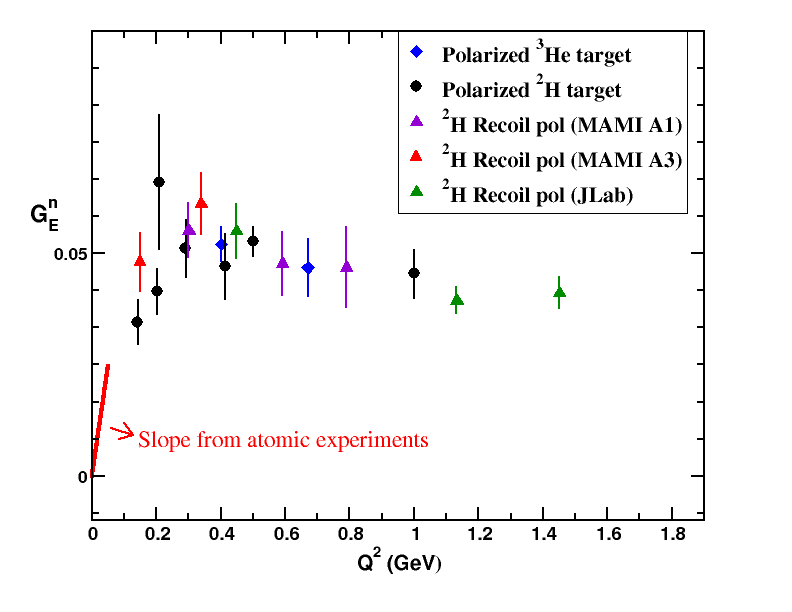 Polarized ³He target
Polarized ²H target
²H Recoil pol (MAMI A1)
²H Recoil pol (MAMI A3)
²H Recoil pol (JLab)
G_E^n
0.05
0
Slope from atomic experiments
0 0.2 0.4 0.6 0.8 1 1.2 1.4 1.6 1.8
Q² (GeV)